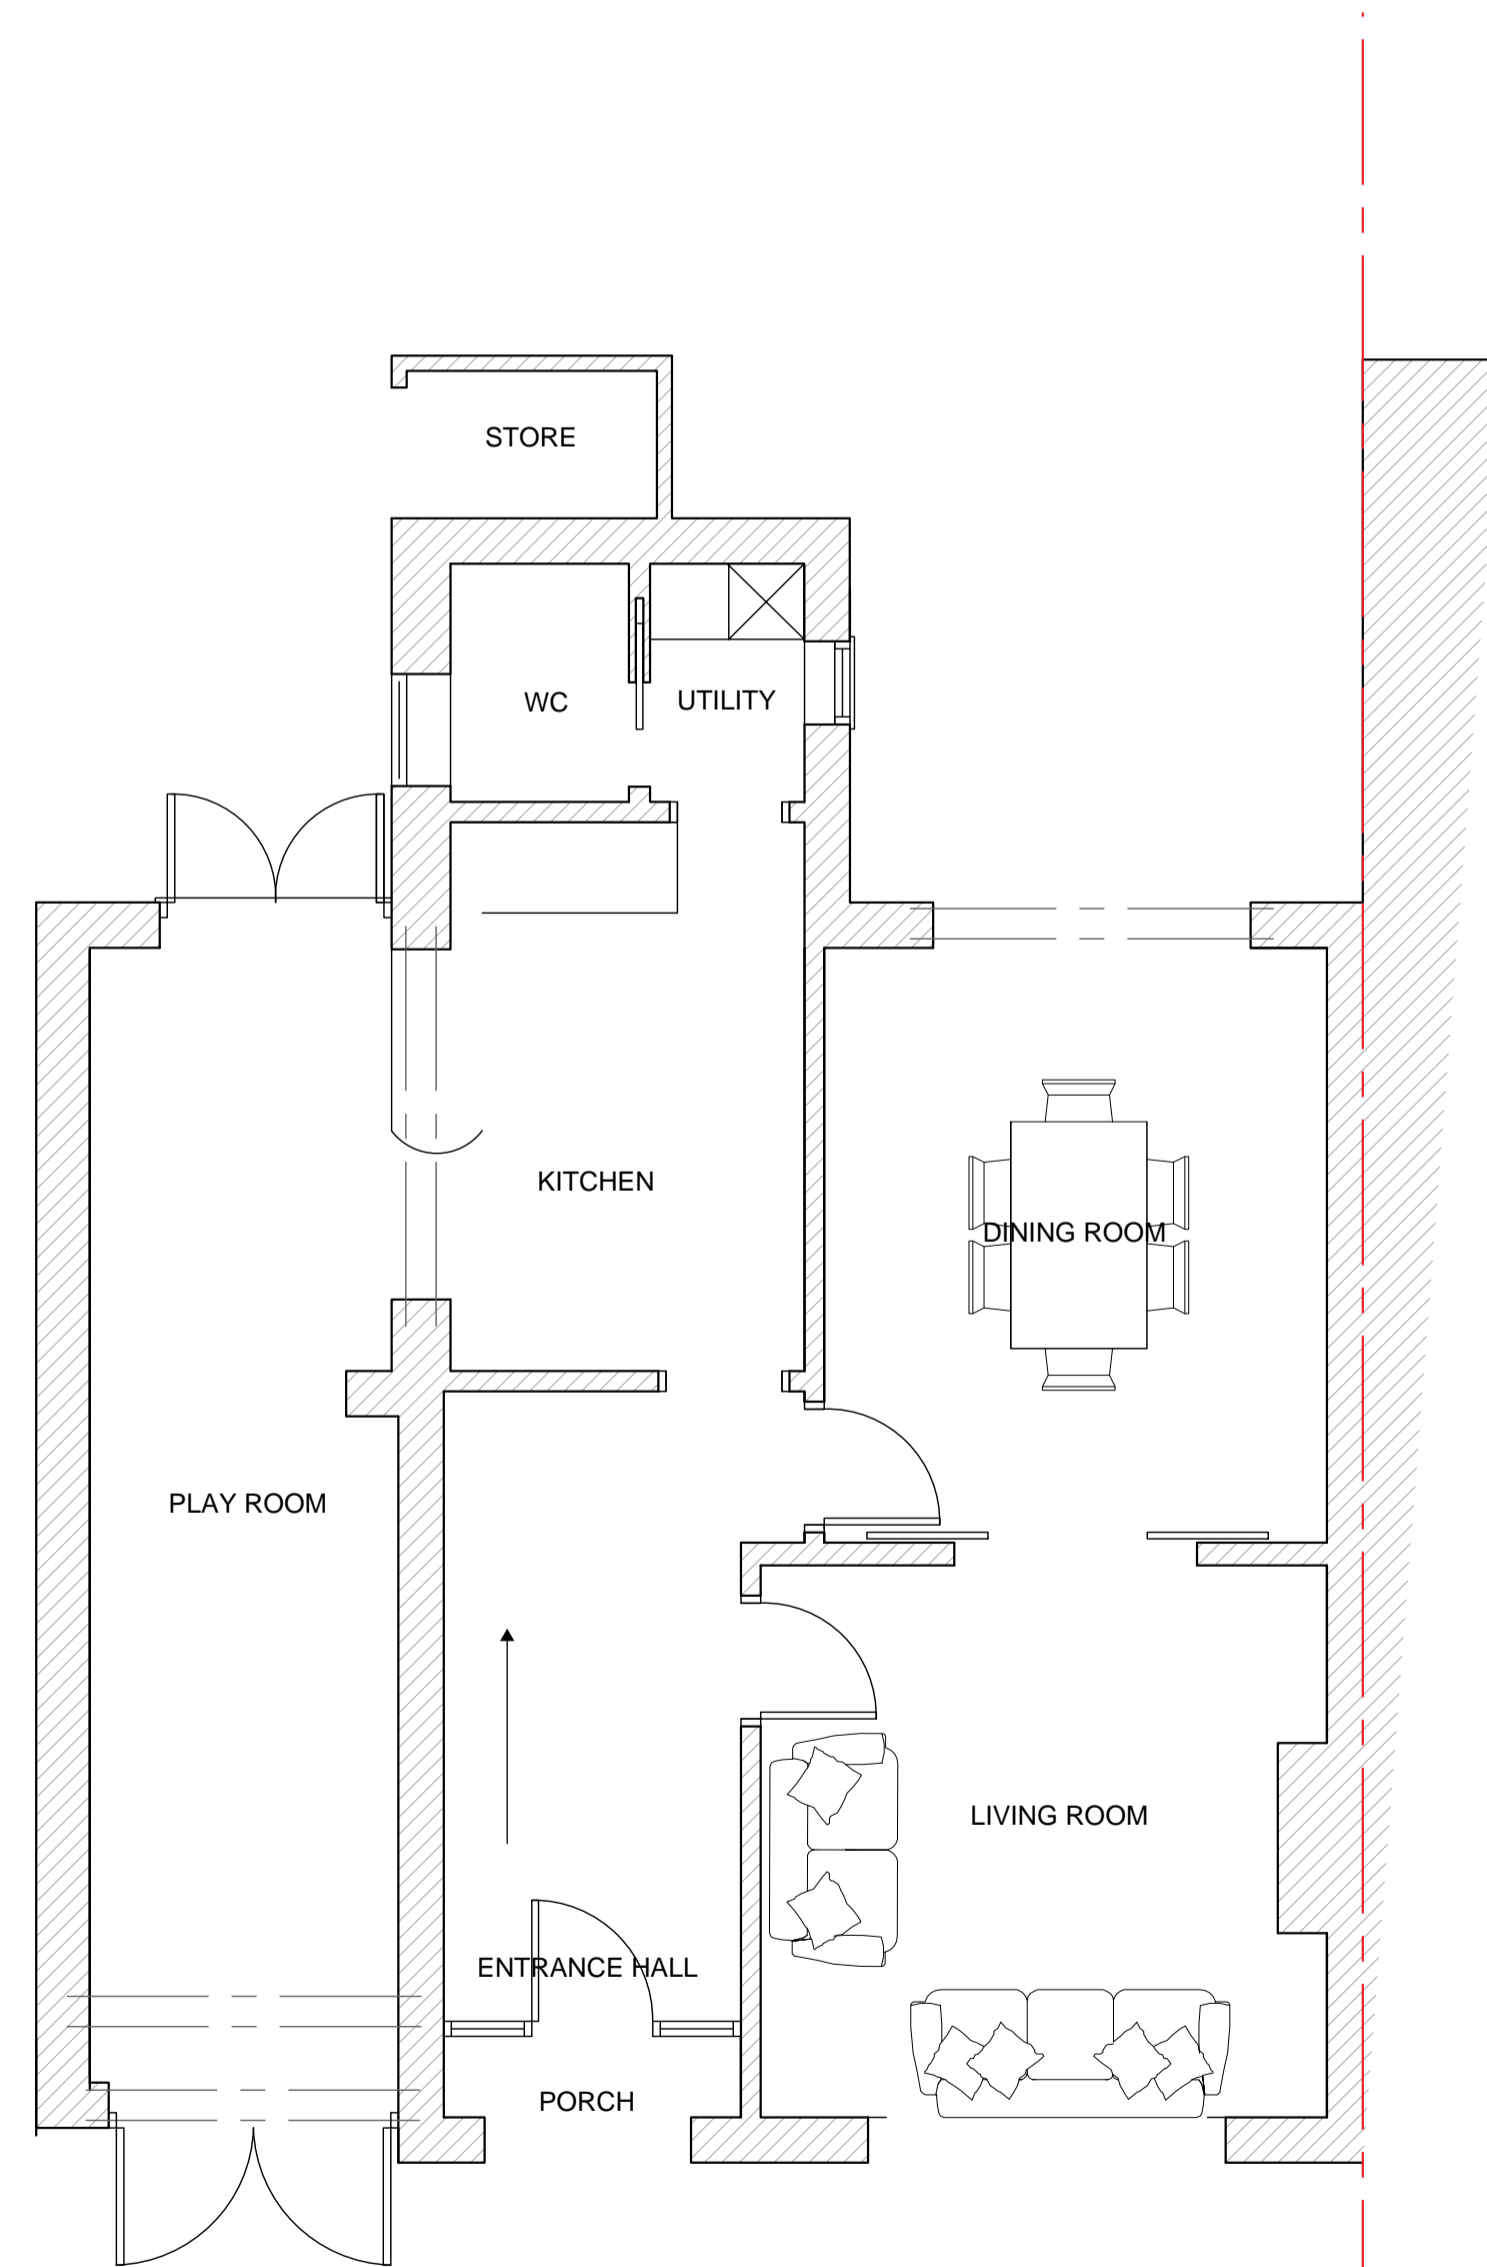 STORE
WC
UTILITY
KITCHEN
DINING ROOM
PLAY ROOM
LIVING ROOM
ENTRANCE HALL
PORCH